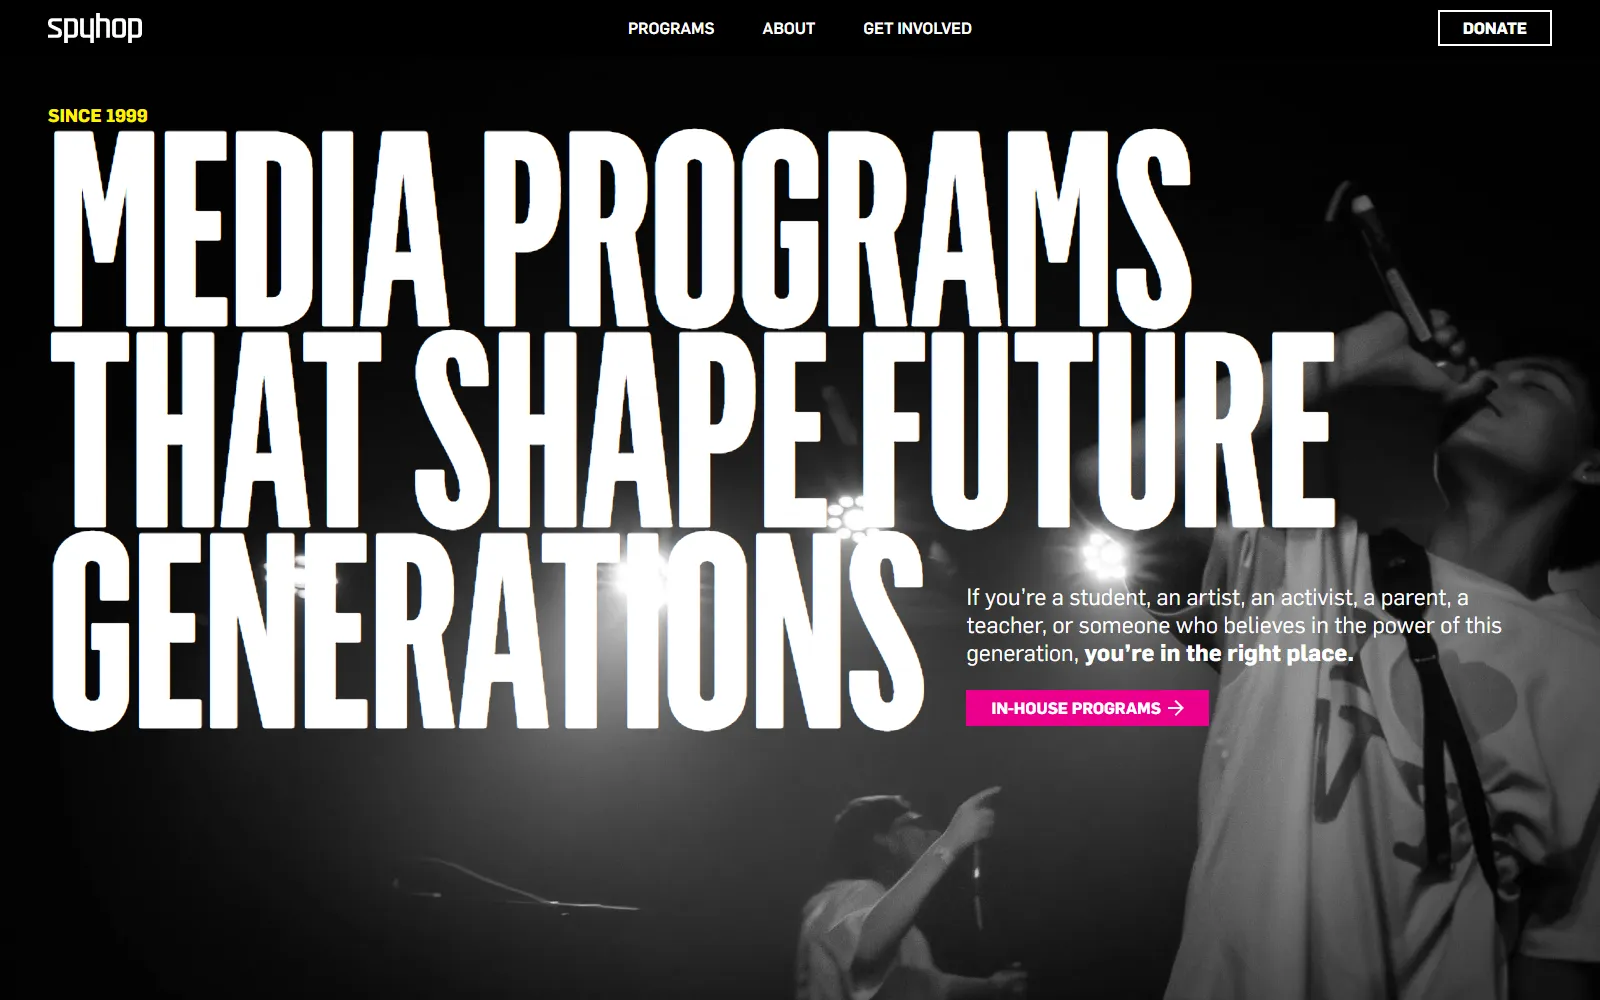 spyhop
PROGRAMS ABOUT GET INVOLVED
DONATE
SINCE 1999
MEDIA PROGRAMS
THAT SHAPE FUTURE
GENERATIONS
If you're a student, an artist, an activist, a parent, a
teacher, or someone who believes in the power of this
generation, you're in the right place.
IN-HOUSE PROGRAMS →